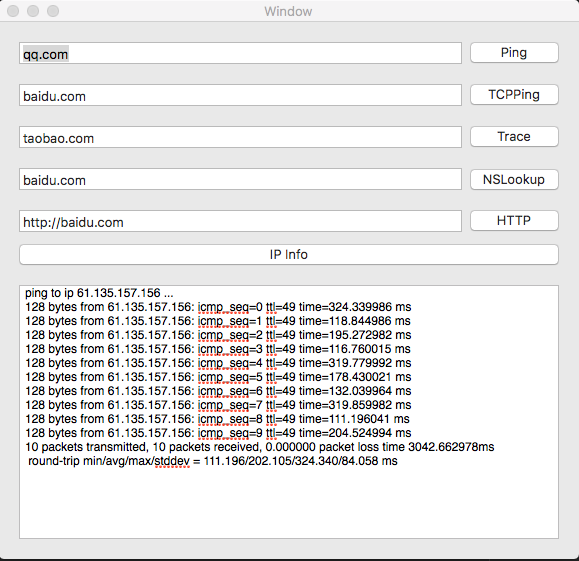 Window
qq.com
Ping
baidu.com
TCPPing
taobao.com
Trace
baidu.com
NSLookup
http://baidu.com
HTTP
IP Info
ping to ip 61.135.157.156 ...
128 bytes from 61.135.157.156: icmp_seq=0 ttl=49 time=324.339986 ms
128 bytes from 61.135.157.156: icmp_seq=1 ttl=49 time=118.844986 ms
128 bytes from 61.135.157.156: icmp_seq=2 ttl=49 time=195.272982 ms
128 bytes from 61.135.157.156: icmp_seq=3 ttl=49 time=116.760015 ms
128 bytes from 61.135.157.156: icmp_seq=4 ttl=49 time=319.779992 ms
128 bytes from 61.135.157.156: icmp_seq=5 ttl=49 time=178.430021 ms
128 bytes from 61.135.157.156: icmp_seq=6 ttl=49 time=132.039964 ms
128 bytes from 61.135.157.156: icmp_seq=7 ttl=49 time=319.859982 ms
128 bytes from 61.135.157.156: icmp_seq=8 ttl=49 time=111.196041 ms
128 bytes from 61.135.157.156: icmp_seq=9 ttl=49 time=204.524994 ms
10 packets transmitted, 10 packets received, 0.000000 packet loss time 3042.662978ms
round-trip min/avg/max/stddev = 111.196/202.105/324.340/84.058 ms